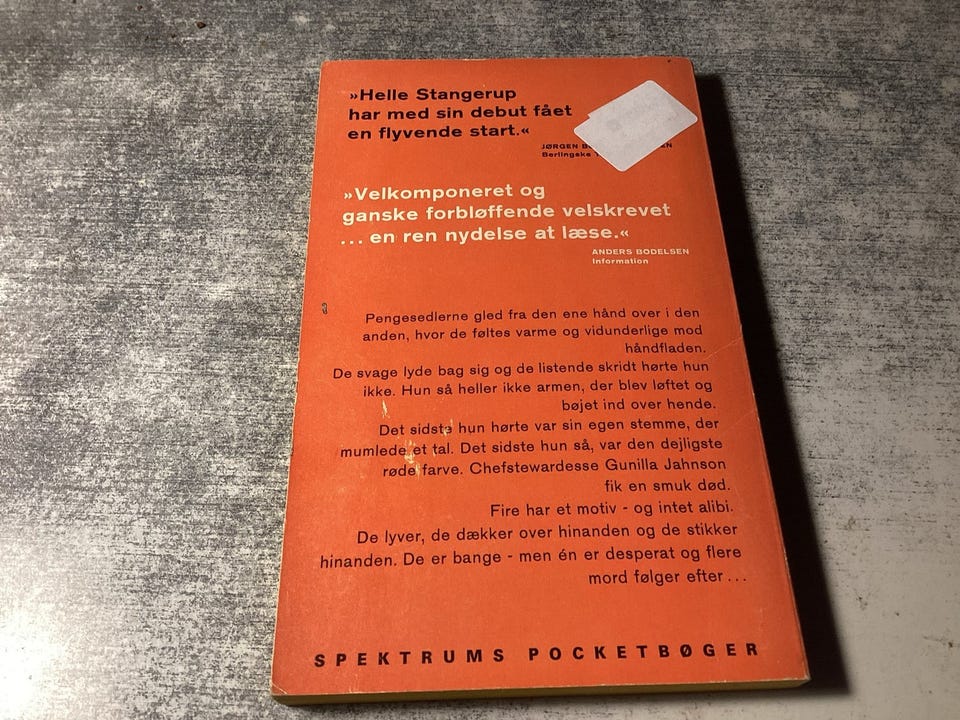 »Helle Stangerup
har med sin debut fået
en flyvende start.«
JØRGEN
Berlingske
»Velkomponeret og
ganske forbløffende velskrevet
... en ren nydelse at læse.«
ANDERS BODELSEN
Information
Pengesedlerne gled fra den ene hånd over i den
anden, hvor de føltes varme og vidunderlige mod
håndfladen.
De svage lyde bag sig og de listende skridt hørte hun
ikke. Hun så heller ikke armen, der blev løftet og
bøjet ind over hende.
Det sidste hun hørte var sin egen stemme, der
mumlede et tal. Det sidste hun så, var den dejligste
røde farve. Chefstewardesse Gunilla Jahnson
fik en smuk død.
Fire har et motiv - og intet alibi.
De lyver, de dækker over hinanden og de stikker
hinanden. De er bange - men én er desperat og flere
mord følger efter ...
SPEKTRUMS POCKETBØGER